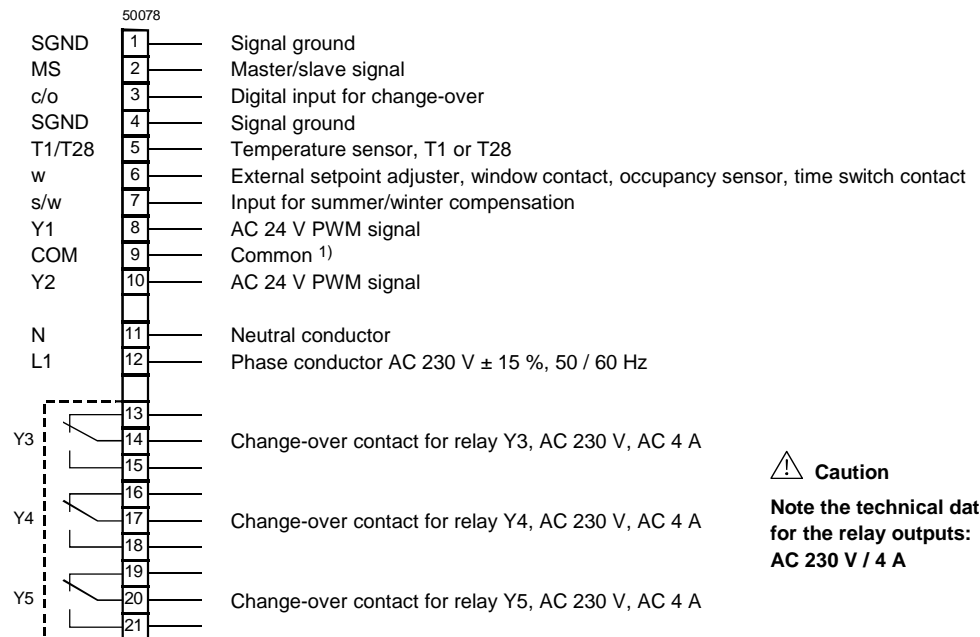 50078
SGND 1 Signal ground
MS 2 Master/slave signal
c/o 3 Digital input for change-over
SGND 4 Signal ground
T1/T28 5 Temperature sensor, T1 or T28
w 6 External setpoint adjuster, window contact, occupancy sensor, time switch contact
s/w 7 Input for summer/winter compensation
Y1 8 AC 24 V PWM signal
COM 9 Common 1)
Y2 10 AC 24 V PWM signal
N 11 Neutral conductor
L1 12 Phase conductor AC 230 V ± 15 %, 50 / 60 Hz
13
Y3 14 Change-over contact for relay Y3, AC 230 V, AC 4 A
15
16
Y4 17 Change-over contact for relay Y4, AC 230 V, AC 4 A
18
19
Y5 20 Change-over contact for relay Y5, AC 230 V, AC 4 A
21
! Caution
Note the technical dat
for the relay outputs:
AC 230 V / 4 A